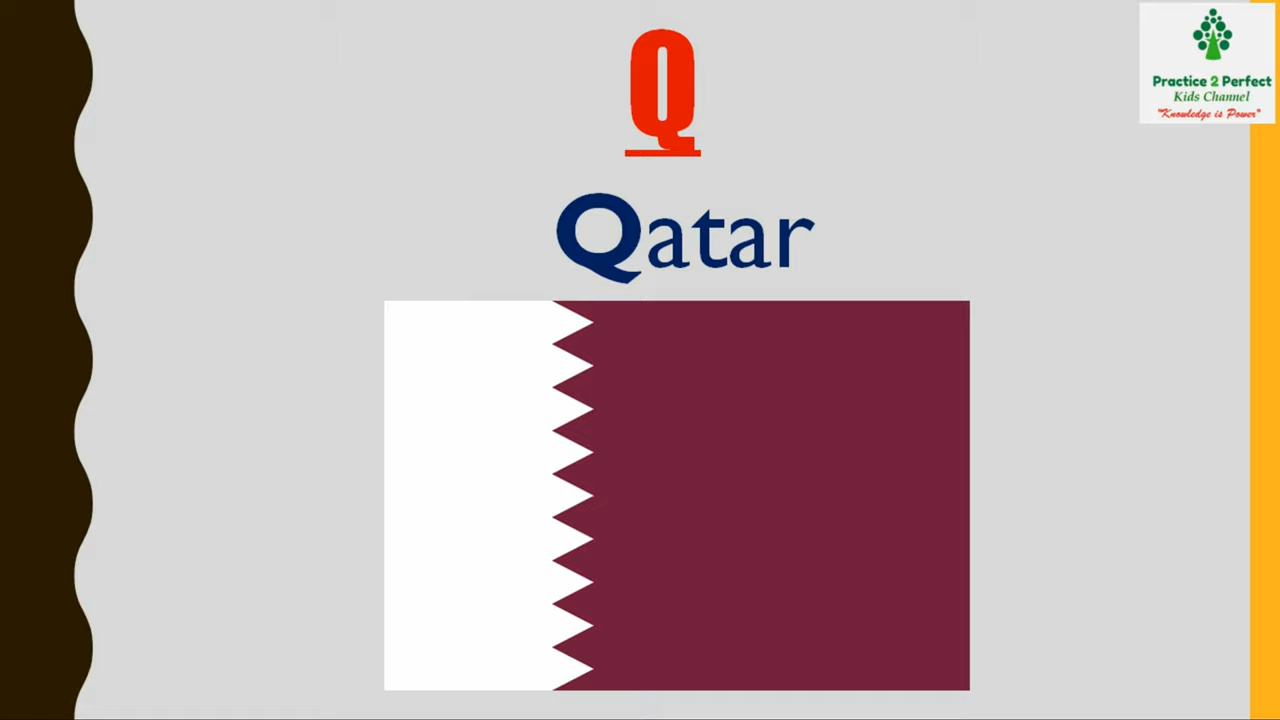 Q
Qatar
Practice 2 Perfect
Kids Channel
"Knowledge is Power"